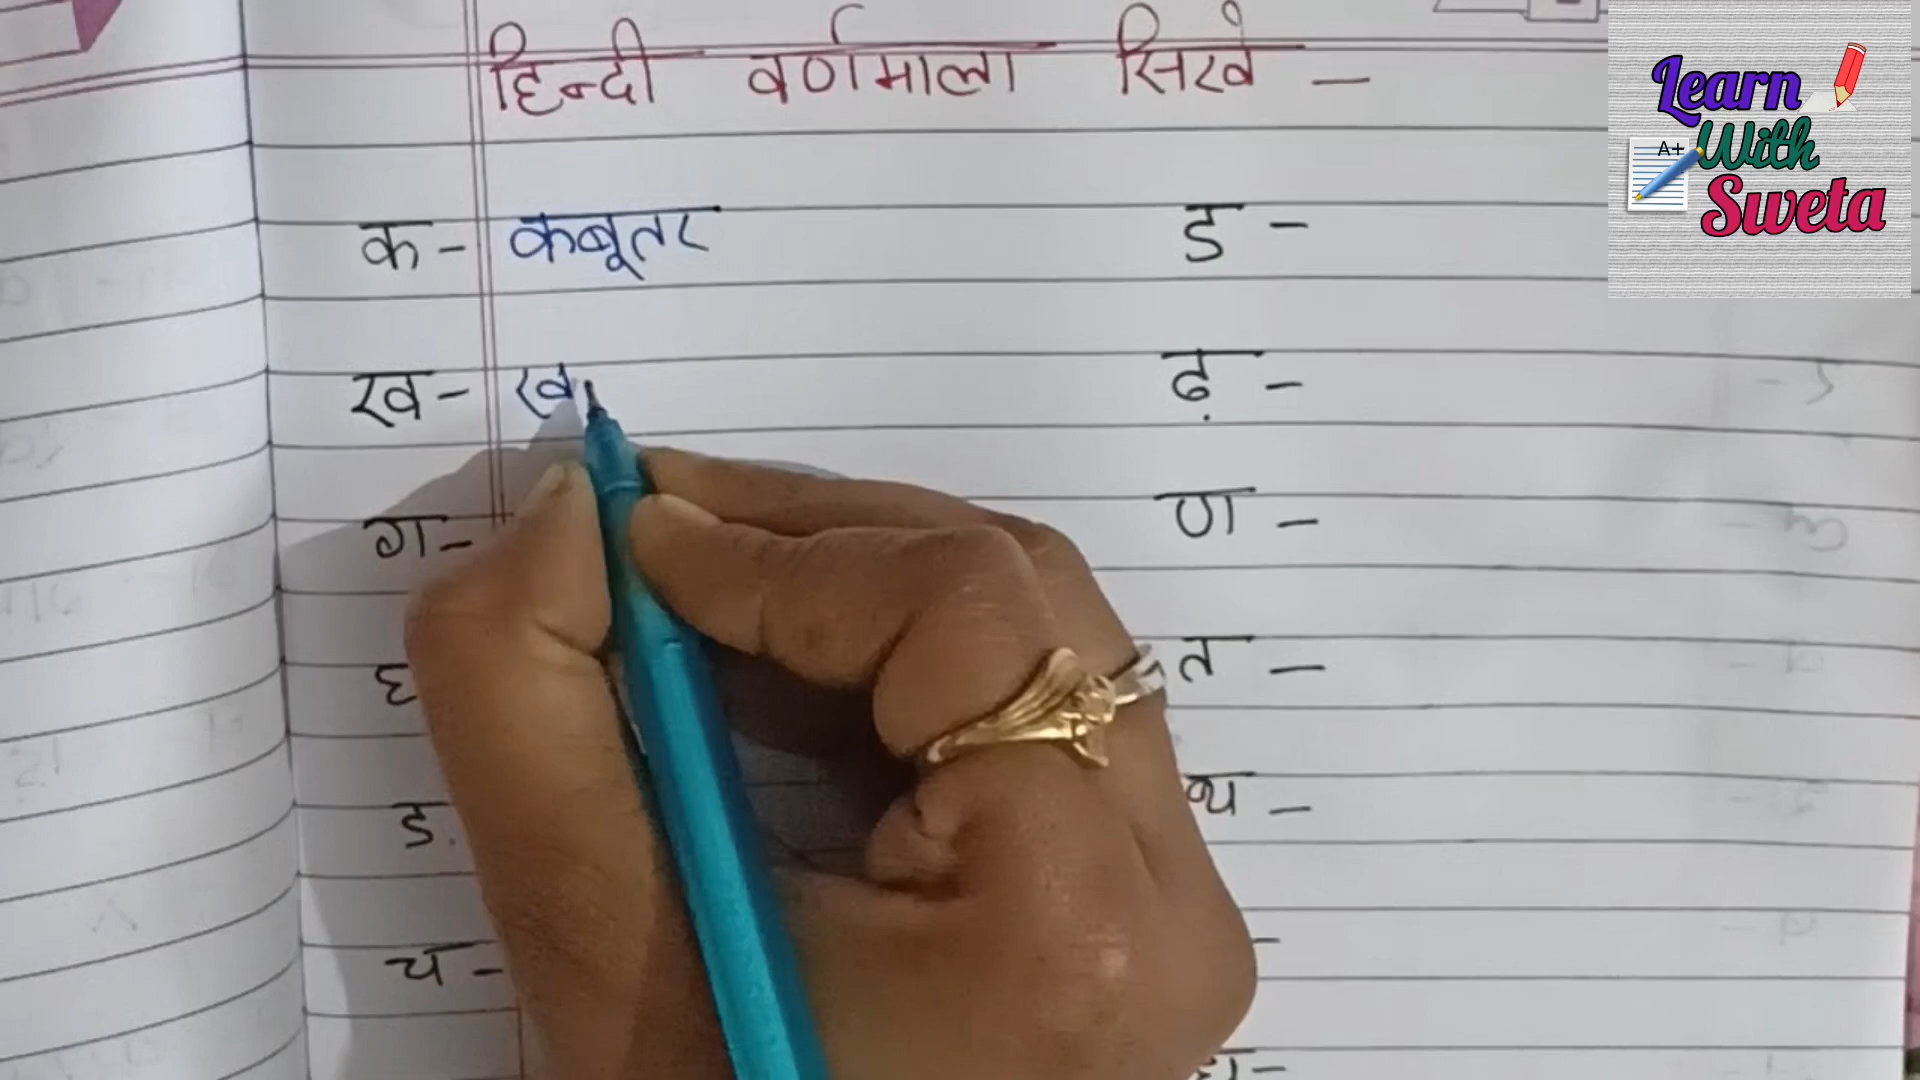 हिन्दी वर्णमाला सिखे -
Learn
With
Sweta
A+
क - कबूतर
ड -
ख - ख
ढ़ -
ग -
ण -
घ
त -
ड.
थ -
च -